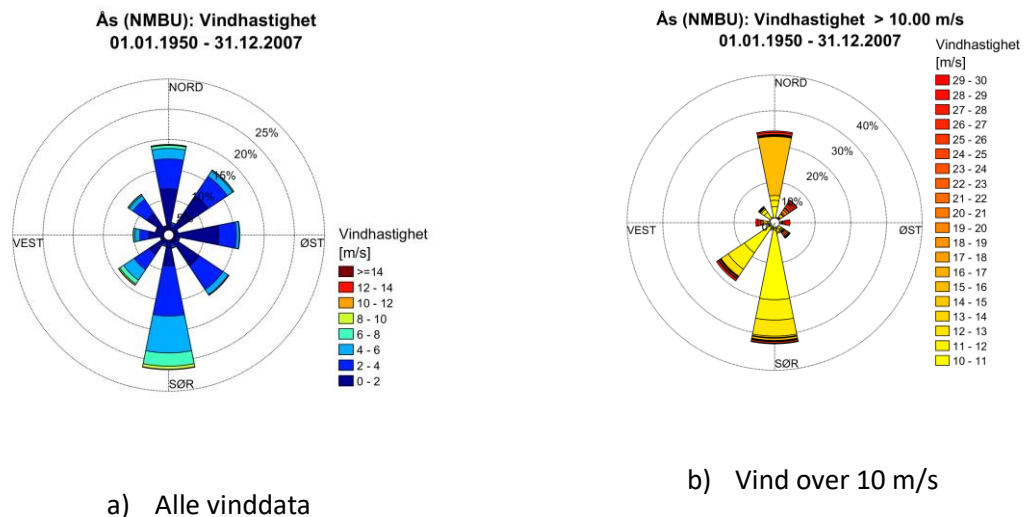 Ås (NMBU): Vindhastighet
01.01.1950 - 31.12.2007
NORD
25%
20%
15%
10%
5%
VEST
ØST
SØR
Vindhastighet
[m/s]
>=14
12 - 14
10 - 12
8 - 10
6 - 8
4 - 6
2 - 4
0 - 2
a) Alle vinddata
Ås (NMBU): Vindhastighet > 10.00 m/s
01.01.1950 - 31.12.2007
NORD
40%
30%
20%
10%
VEST
ØST
SØR
Vindhastighet
[m/s]
29 - 30
28 - 29
27 - 28
26 - 27
25 - 26
24 - 25
23 - 24
22 - 23
21 - 22
20 - 21
19 - 20
18 - 19
17 - 18
16 - 17
15 - 16
14 - 15
13 - 14
12 - 13
11 - 12
10 - 11
b) Vind over 10 m/s